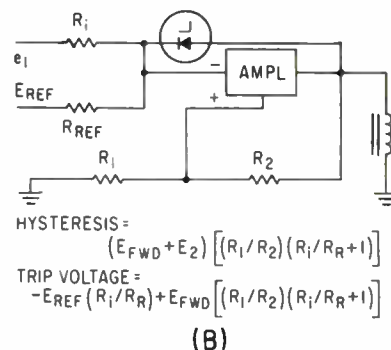 Ri
e1
EREF
RREF
AMPL
-
+
R1
R2
HYSTERESIS=
(EFWD+E2)[(R1/R2)(Ri/RR+1)]
TRIP VOLTAGE=
-EREF(Ri/RR)+EFWD[(R1/R2)(Ri/RR+1)]
(B)